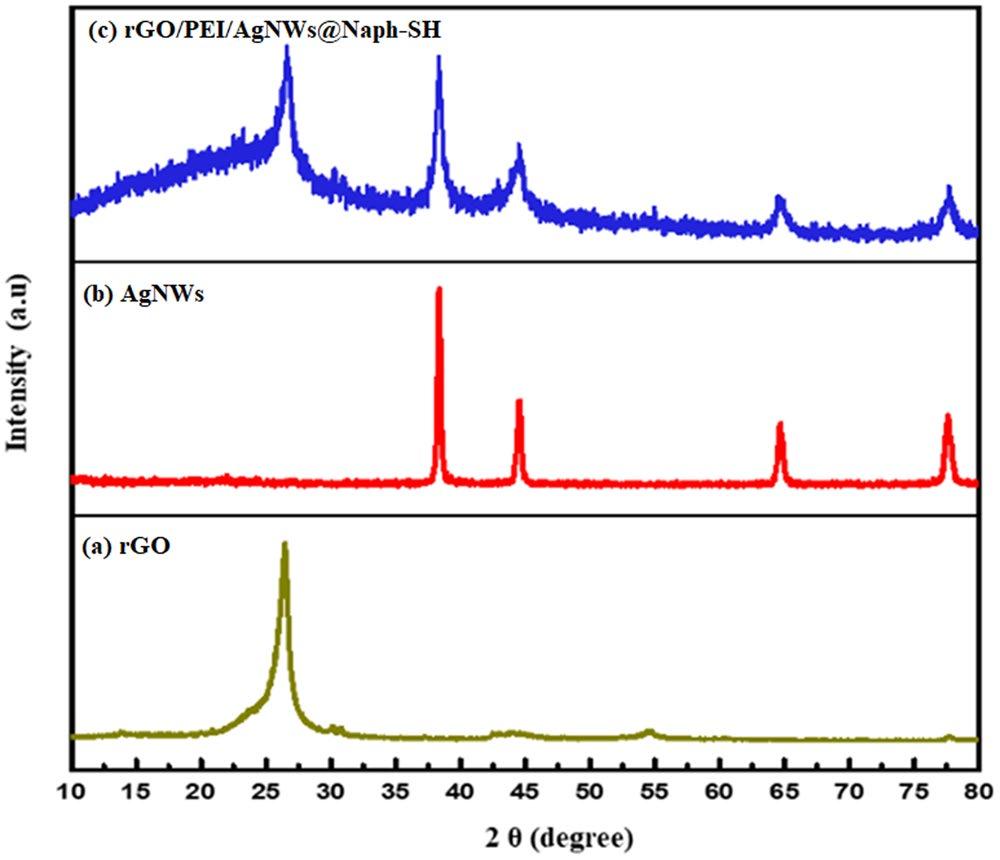 (c) rGO/PEI/AgNWs@Naph-SH
(b) AgNWs
(a) rGO
Intensity (a.u)
10 15 20 25 30 35 40 45 50 55 60 65 70 75 80
2 θ (degree)